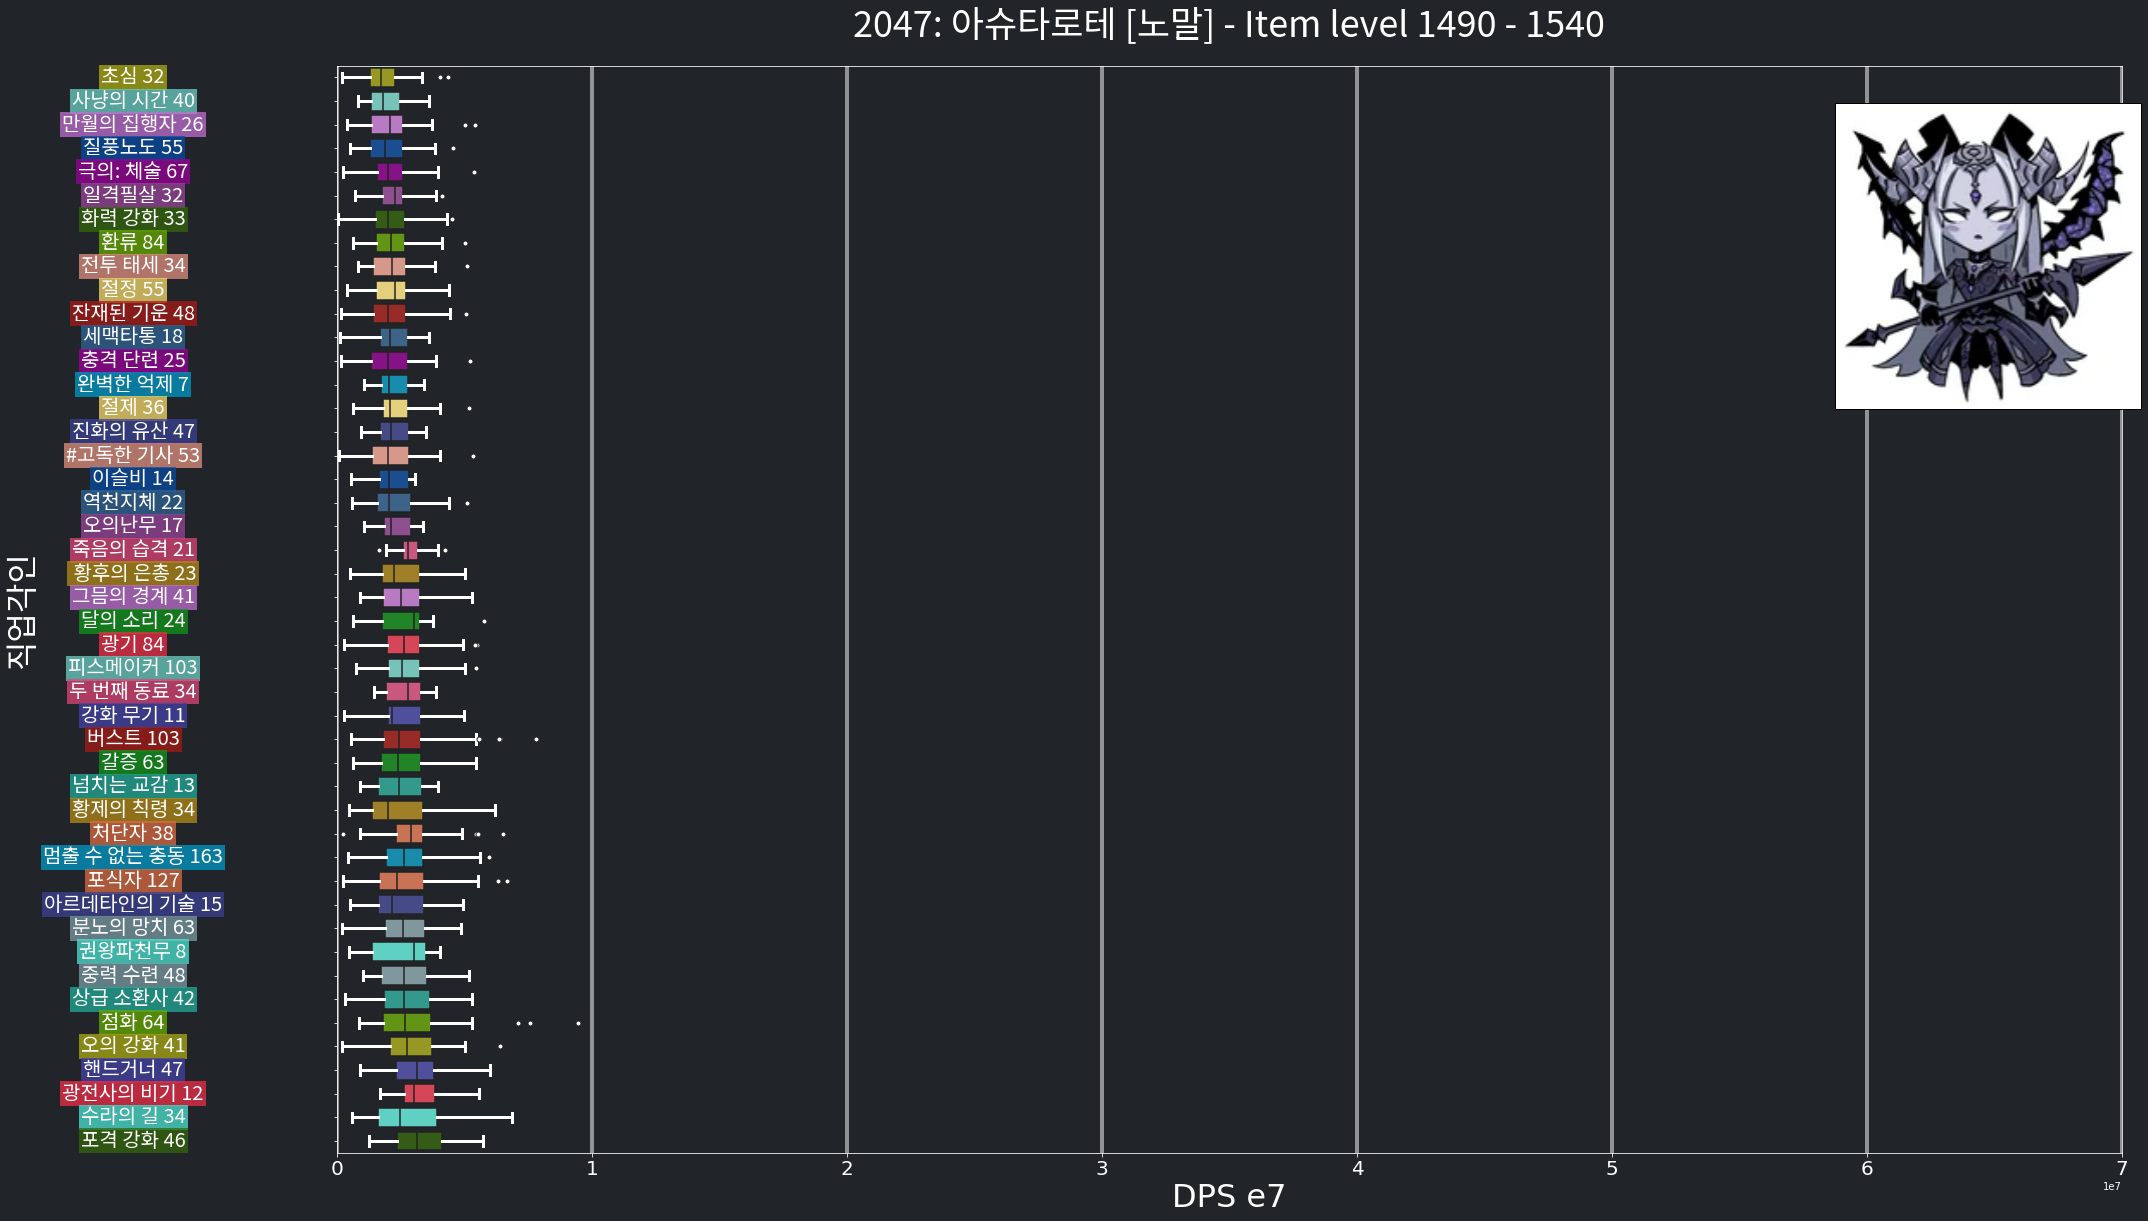 2047: 아슈타로테 [노말] - Item level 1490 - 1540
초심 32
사냥의 시간 40
만월의 집행자 26
질풍노도 55
극의: 체술 67
일격필살 32
화력 강화 33
환류 84
전투 태세 34
절정 55
잔재된 기운 48
세맥타통 18
충격 단련 25
완벽한 억제 7
절제 36
진화의 유산 47
#고독한 기사 53
이슬비 14
역천지체 22
오의난무 17
죽음의 습격 21
황후의 은총 23
그믐의 경계 41
달의 소리 24
광기 84
피스메이커 103
두 번째 동료 34
강화 무기 11
버스트 103
갈증 63
넘치는 교감 13
황제의 칙령 34
처단자 38
멈출 수 없는 충동 163
포식자 127
아르데타인의 기술 15
분노의 망치 63
권왕파천무 8
중력 수련 48
상급 소환사 42
점화 64
오의 강화 41
핸드거너 47
광전사의 비기 12
수라의 길 34
포격 강화 46
직업각인
0 1 2 3 4 5 6 7
1e7
DPS e7